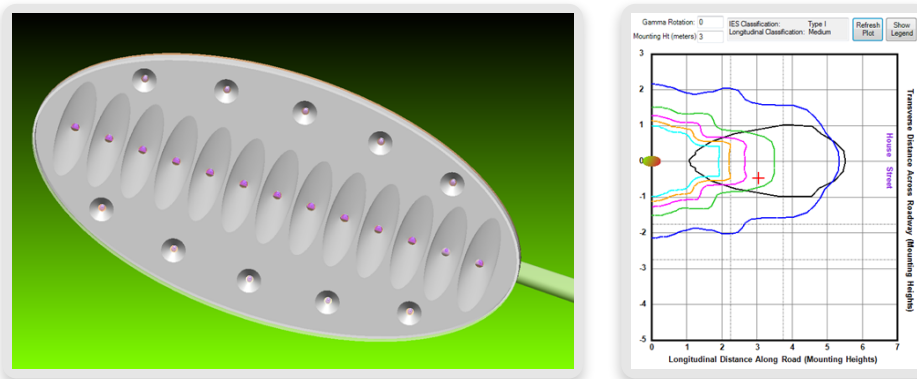 Gamma Rotation: 0 IES Classification: Type I Refresh Plot Show Legend
Mounting Ht (meters) 3 Longitudinal Classification: Medium
3
2
1
0
-1
-2
-3
-4
-5
House
Street
Transverse Distance Across Roadway (Mounting Heights)
0 1 2 3 4 5 6 7
Longitudinal Distance Along Road (Mounting Heights)